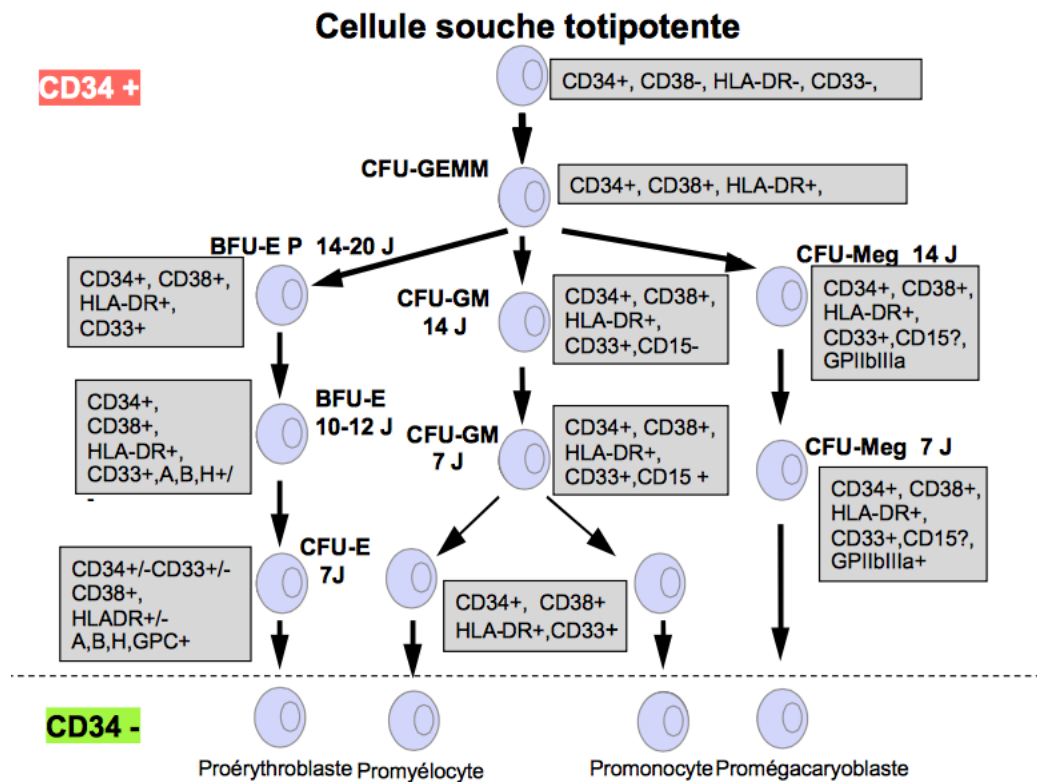 Cellule souche totipotente
CD34 +
CD34+, CD38-, HLA-DR-, CD33-,
CFU-GEMM
CD34+, CD38+, HLA-DR+,
BFU-E P 14-20 J
CD34+, CD38+,
HLA-DR+,
CD33+
CFU-GM
14 J
CD34+, CD38+,
HLA-DR+,
CD33+,CD15-
CFU-Meg 14 J
CD34+, CD38+,
HLA-DR+,
CD33+,CD15?,
GPIIbIIIa
CD34+,
CD38+,
HLA-DR+,
CD33+,A,B,H+/
-
BFU-E
10-12 J
CFU-GM
7 J
CD34+, CD38+,
HLA-DR+,
CD33+,CD15 +
CFU-Meg 7 J
CD34+, CD38+,
HLA-DR+,
CD33+,CD15?,
GPIIbIIIa+
CD34+/-CD33+/-
CD38+,
HLADR+/-
A,B,H,GPC+
CFU-E
7J
CD34+, CD38+
HLA-DR+,CD33+
CD34 -
Proérythroblaste Promyélocyte Promonocyte Promégacaryoblaste